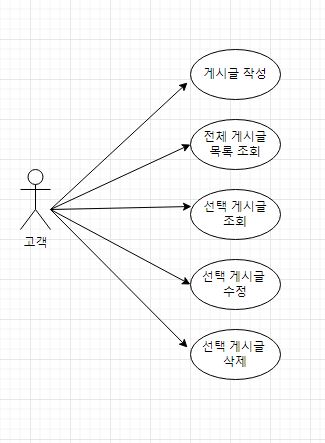 게시글 작성
전체 게시글
목록 조회
선택 게시글
조회
고객
선택 게시글
수정
선택 게시글
삭제